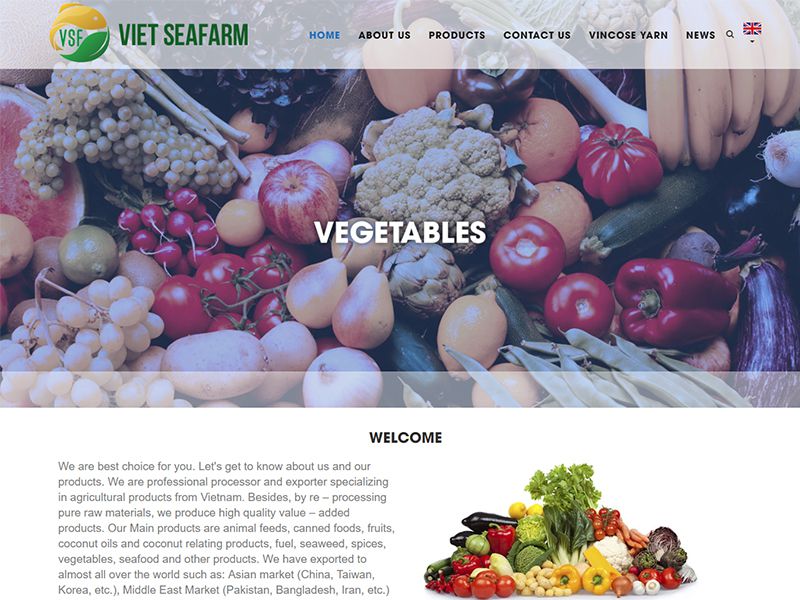 VSF
VIET SEAFARM
HOME ABOUT US PRODUCTS CONTACT US VINCOSE YARN NEWS
VEGETABLES
WELCOME
We are best choice for you. Let's get to know about us and our
products. We are professional processor and exporter specializing
in agricultural products from Vietnam. Besides, by re – processing
pure raw materials, we produce high quality value – added
products. Our Main products are animal feeds, canned foods, fruits,
coconut oils and coconut relating products, fuel, seaweed, spices,
vegetables, seafood and other products. We have exported to
almost all over the world such as: Asian market (China, Taiwan,
Korea, etc.), Middle East Market (Pakistan, Bangladesh, Iran, etc.)